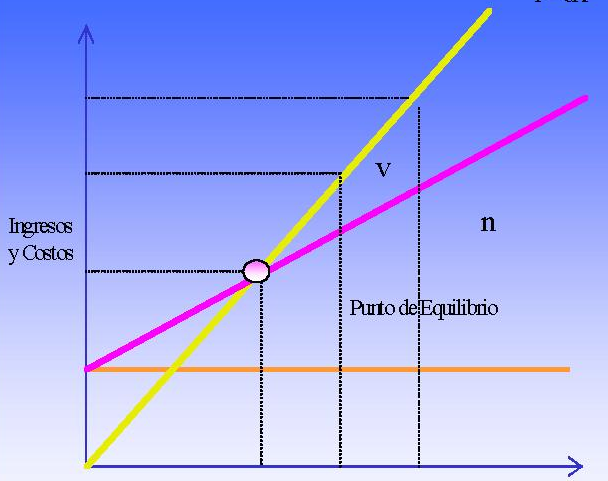 v
Ingresos
y Costos
n
Punto de Equilibrio